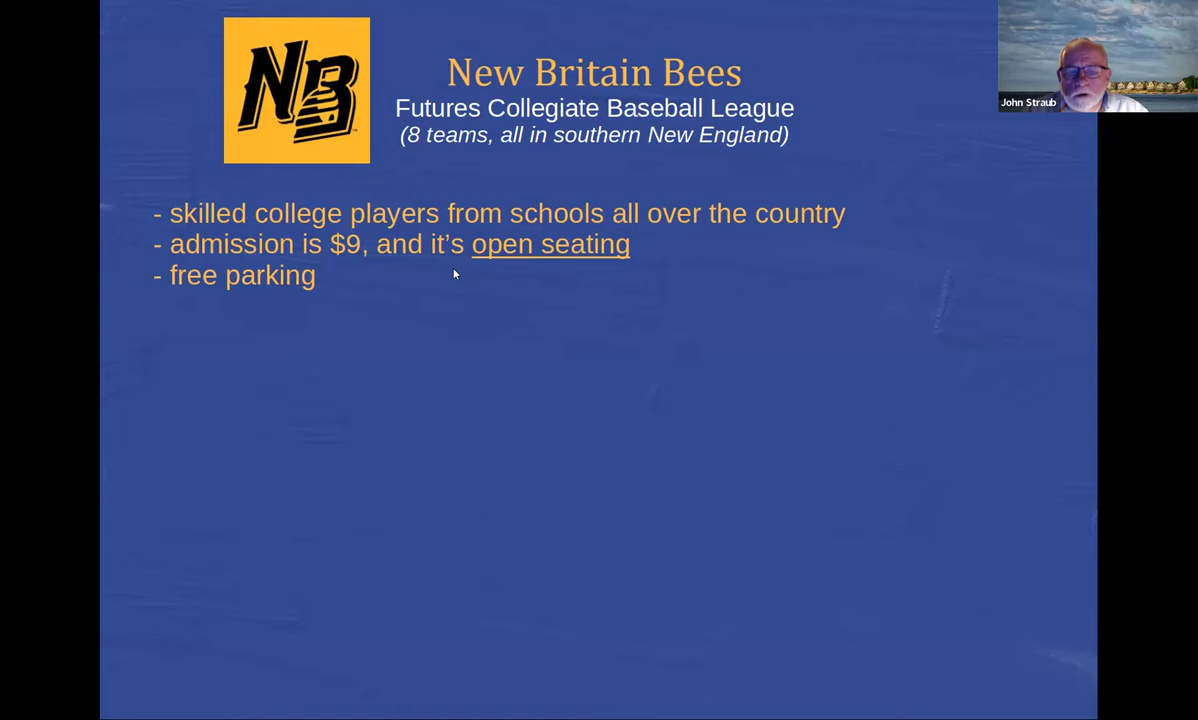 NB
New Britain Bees
Futures Collegiate Baseball League
(8 teams, all in southern New England)
John Straub
- skilled college players from schools all over the country
- admission is $9, and it's open seating
- free parking